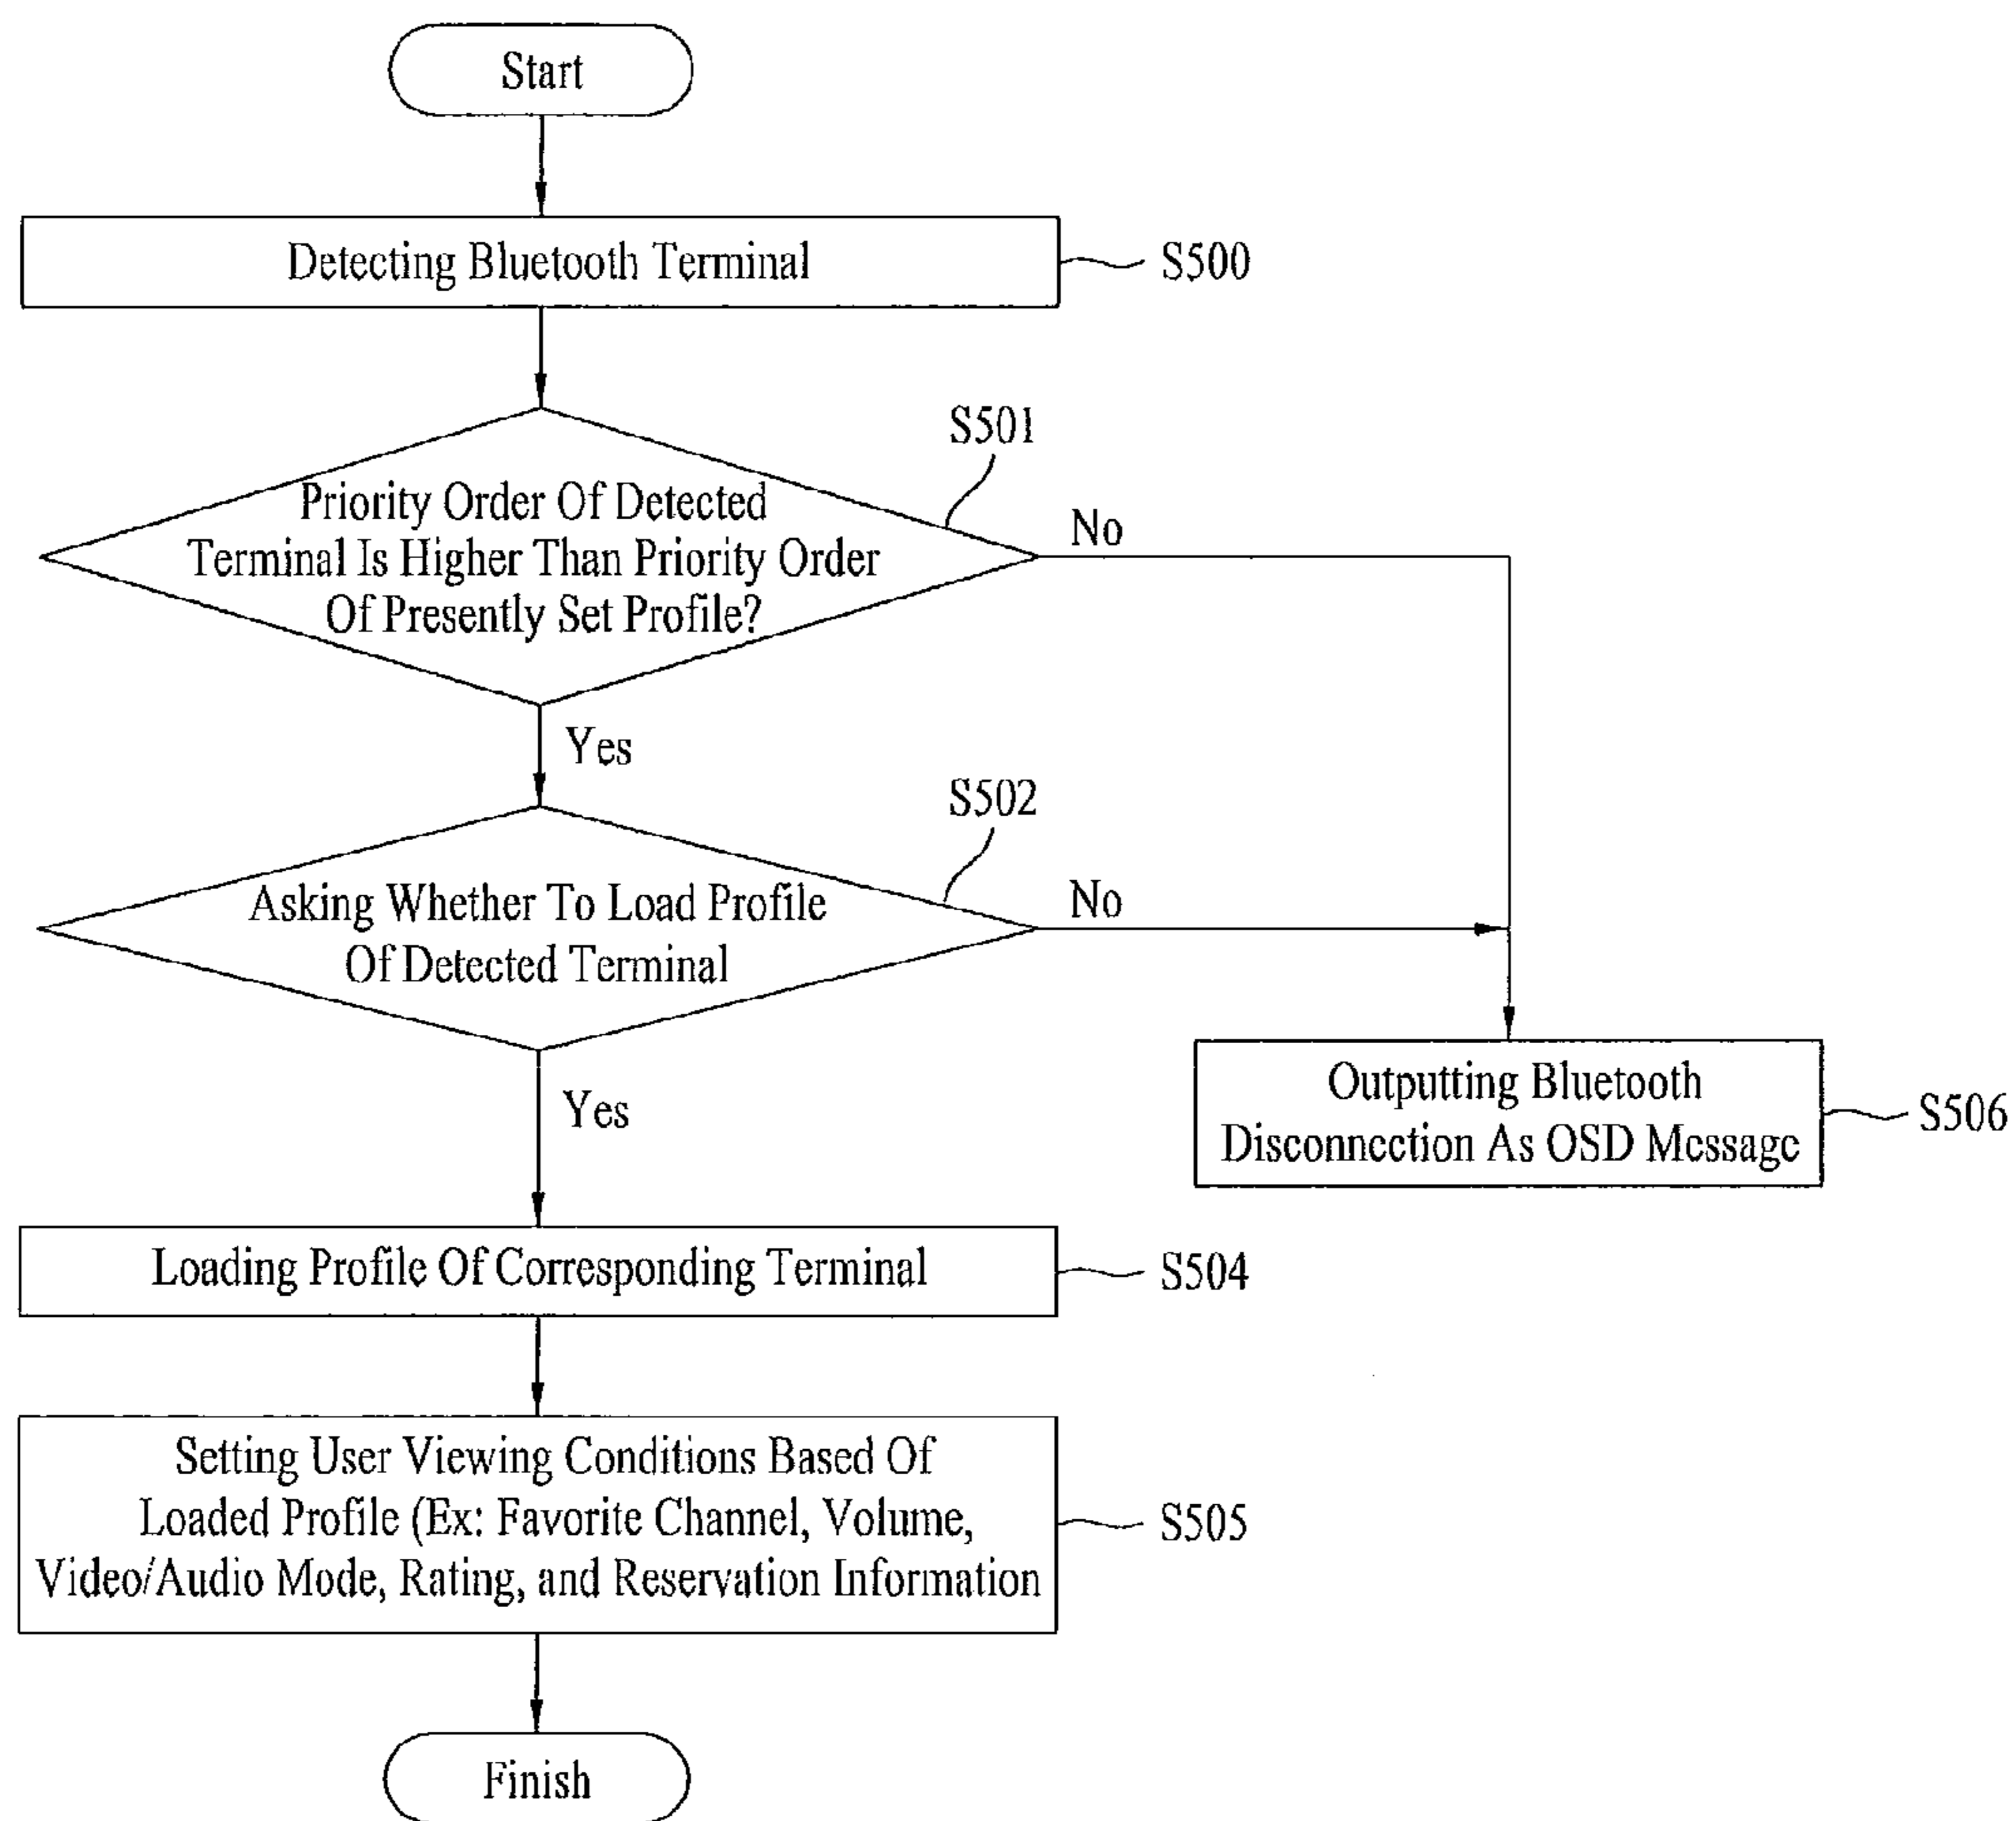 Start
Detecting Bluetooth Terminal
S500
S501
Priority Order Of Detected
Terminal Is Higher Than Priority Order
Of Presently Set Profile?
No
Yes
S502
Asking Whether To Load Profile
Of Detected Terminal
No
Yes
Outputting Bluetooth
Disconnection As OSD Message
S506
Loading Profile Of Corresponding Terminal
S504
Setting User Viewing Conditions Based Of
Loaded Profile (Ex: Favorite Channel, Volume,
Video/Audio Mode, Rating, and Reservation Information
S505
Finish